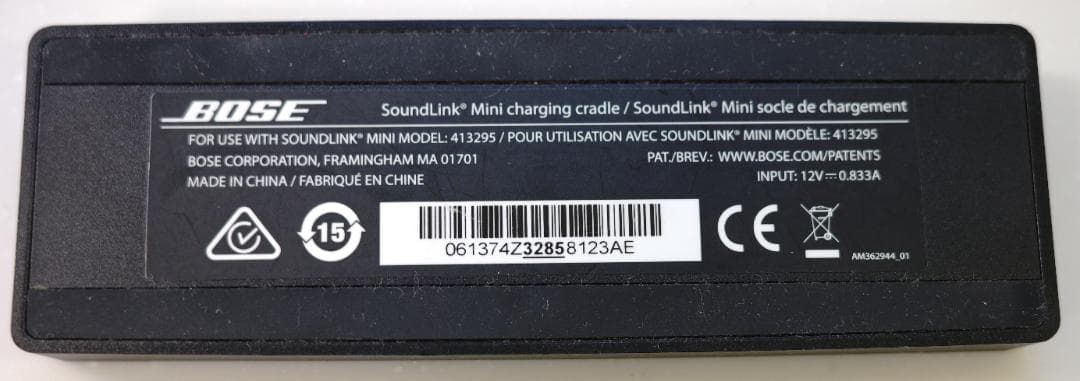 BOSE
SoundLink® Mini charging cradle / SoundLink® Mini socle de chargement
FOR USE WITH SOUNDLINK® MINI MODEL: 413295 / POUR UTILISATION AVEC SOUNDLINK® MINI MODÈLE: 413295
BOSE CORPORATION, FRAMINGHAM MA 01701
PAT./BREV.: WWW.BOSE.COM/PATENTS
MADE IN CHINA / FABRIQUÉ EN CHINE
INPUT: 12V⎓0.833A
15
061374Z32858123AE
CE
AM362944_01